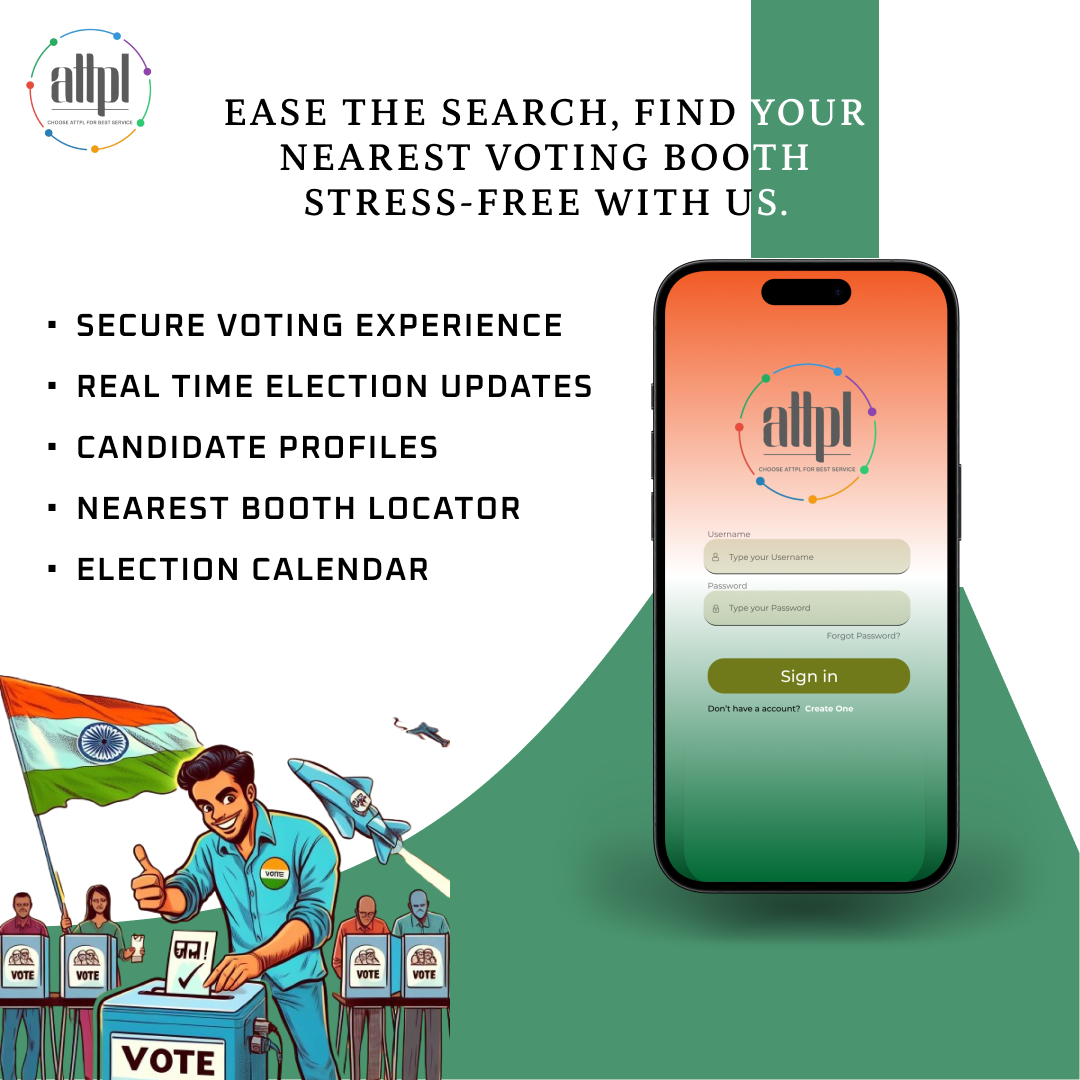 attpl
CHOOSE ATTPL FOR BEST SERVICE
EASE THE SEARCH, FIND YOUR
NEAREST VOTING BOOTH
STRESS-FREE WITH US.
▪ SECURE VOTING EXPERIENCE
▪ REAL TIME ELECTION UPDATES
▪ CANDIDATE PROFILES
▪ NEAREST BOOTH LOCATOR
▪ ELECTION CALENDAR
attpl
CHOOSE ATTPL FOR BEST SERVICE
Username
Type your Username
Password
Type your Password
Forgot Password?
Sign in
Don't have a account? Create One
VOTE
VOTE
VOTE
VOTE
VOTE
VOTE